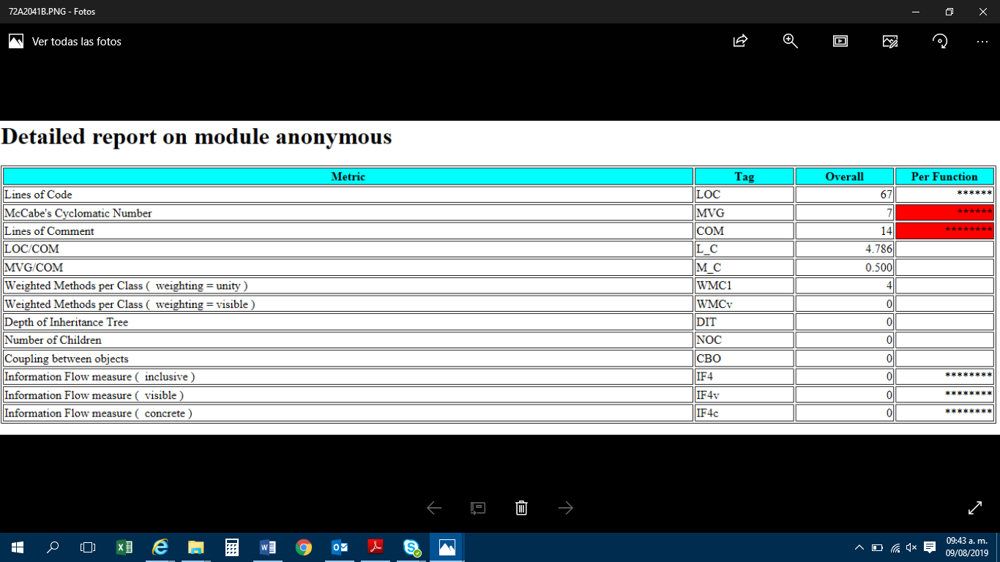 72A2041B.PNG - Fotos
Ver todas las fotos
Detailed report on module anonymous
Metric Tag Overall Per Function
Lines of Code LOC 67 ******
McCabe's Cyclomatic Number MVG 7 ******
Lines of Comment COM 14 ********
LOC/COM L_C 4.786
MVG/COM M_C 0.500
Weighted Methods per Class ( weighting = unity ) WMC1 4
Weighted Methods per Class ( weighting = visible ) WMCv 0
Depth of Inheritance Tree DIT 0
Number of Children NOC 0
Coupling between objects CBO 0
Information Flow measure ( inclusive ) IF4 0 ********
Information Flow measure ( visible ) IF4v 0 ********
Information Flow measure ( concrete ) IF4c 0 ********
09:43 a. m.
09/08/2019